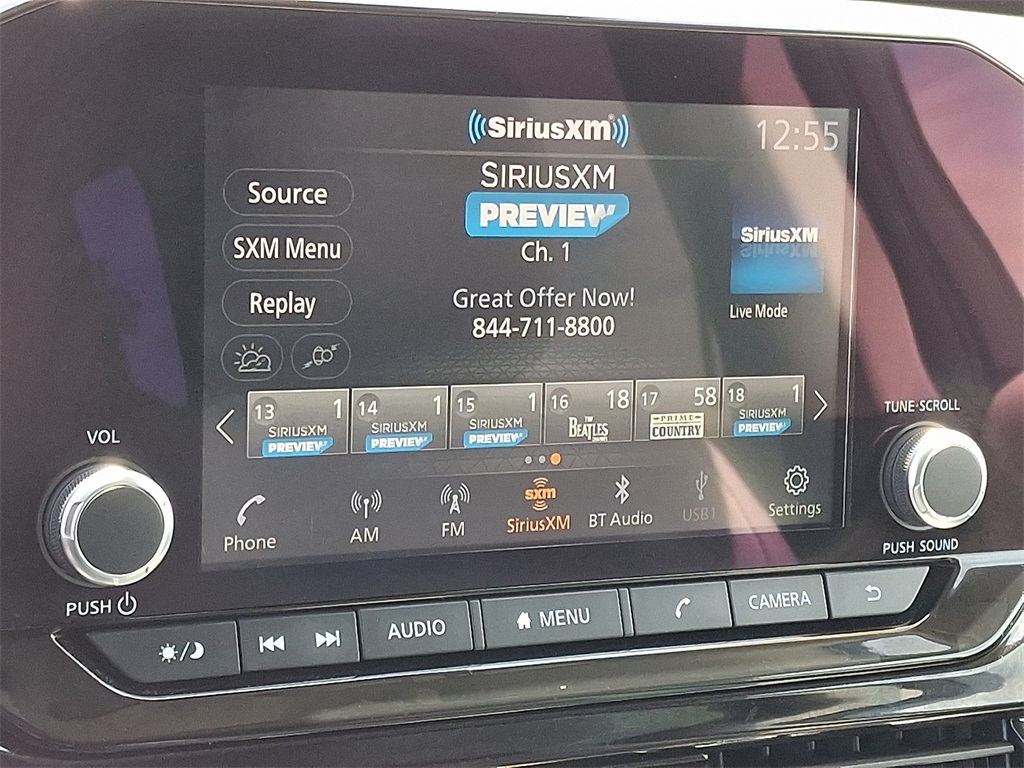 SiriusXM
12:55
Source
SIRIUSXM
PREVIEW
SiriusXM
SXM Menu
Ch. 1
Replay
Great Offer Now!
844-711-8800
Live Mode
13 1
SIRIUSXM
PREVIEW
14 1
SIRIUSXM
PREVIEW
15 1
SIRIUSXM
PREVIEW
16 18
THE
BEATLES
CHANNEL
17 58
PRIME
COUNTRY
18 1
SIRIUSXM
PREVIEW
Phone
AM
FM
sxm
SiriusXM
BT Audio
USB1
Settings
VOL
PUSH
TUNE·SCROLL
PUSH SOUND
AUDIO
MENU
CAMERA